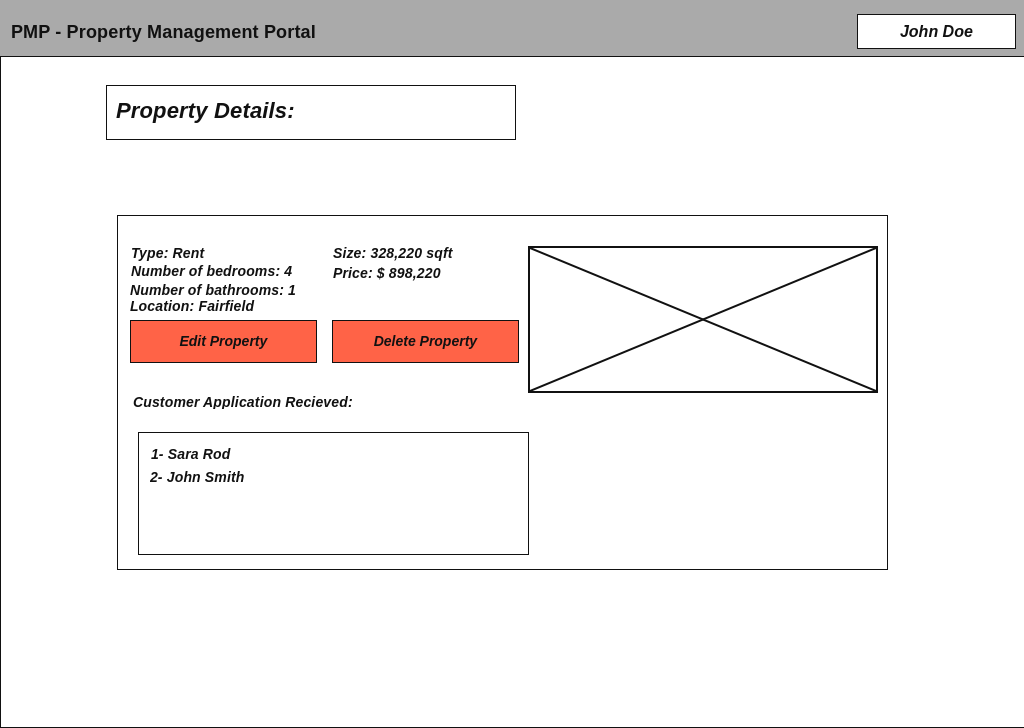 PMP - Property Management Portal
John Doe
Property Details:
Type: Rent
Number of bedrooms: 4
Number of bathrooms: 1
Location: Fairfield
Size: 328,220 sqft
Price: $ 898,220
Edit Property
Delete Property
Customer Application Recieved:
1- Sara Rod
2- John Smith